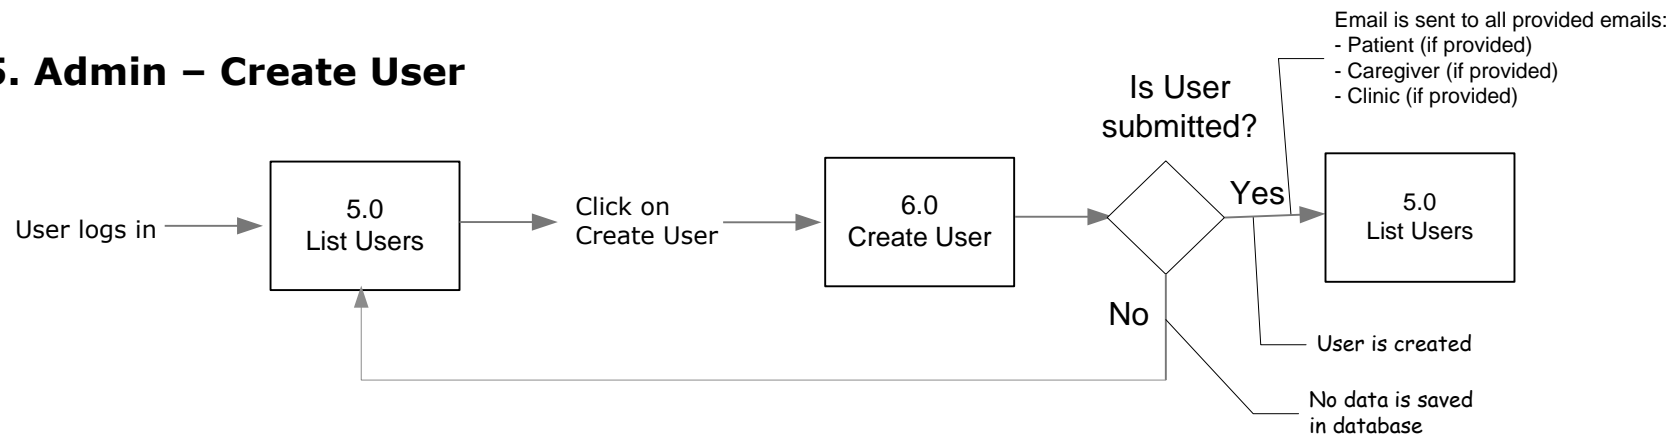 5. Admin – Create User
Email is sent to all provided emails:
- Patient (if provided)
- Caregiver (if provided)
- Clinic (if provided)
Is User
submitted?
User logs in
5.0
List Users
Click on
Create User
6.0
Create User
Yes
5.0
List Users
No
User is created
No data is saved
in database